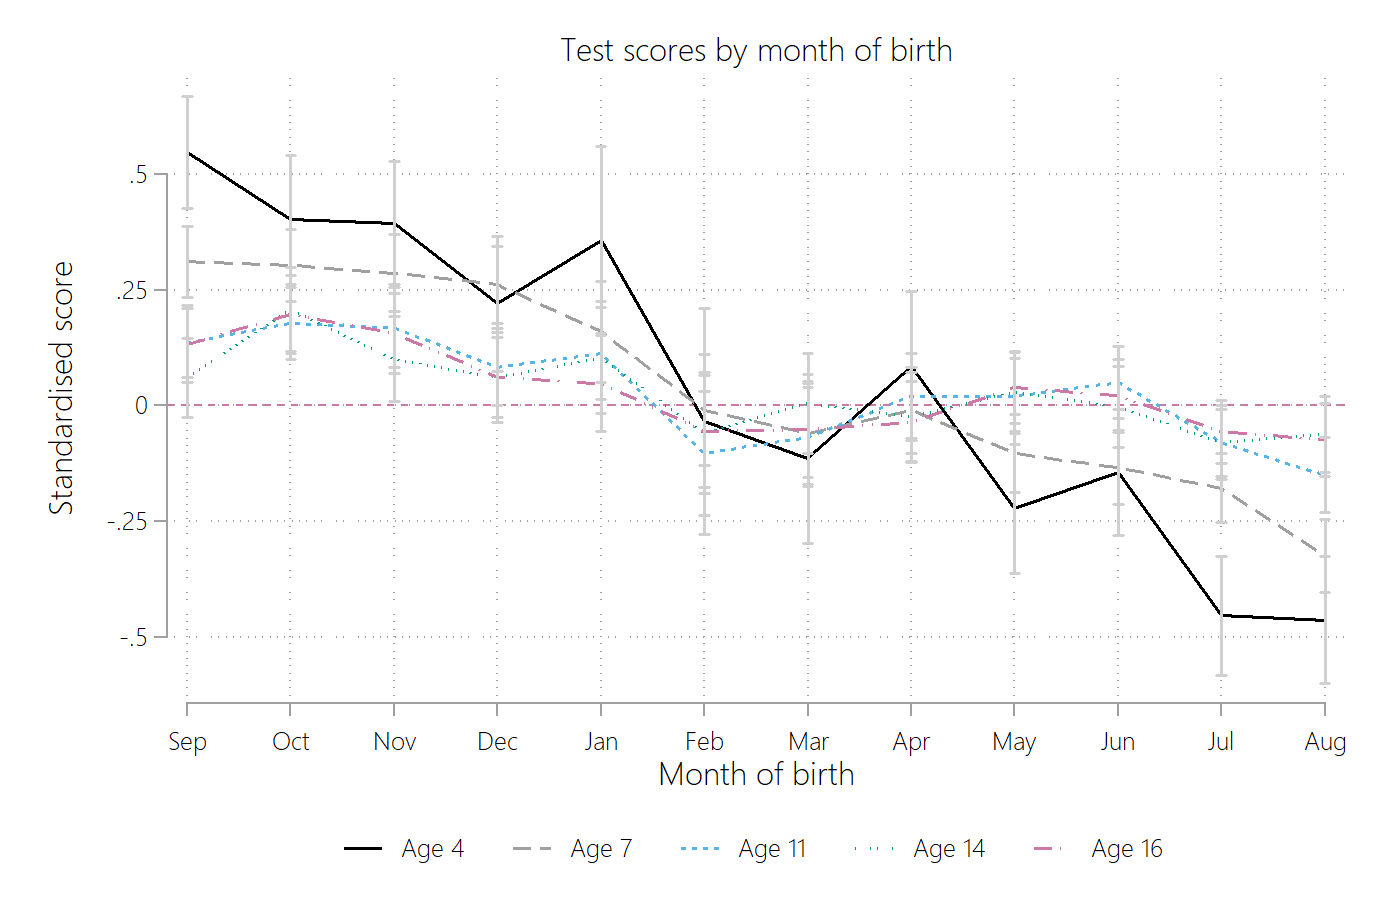 Test scores by month of birth
Standardised score
.5
.25
0
-.25
-.5
Sep Oct Nov Dec Jan Feb Mar Apr May Jun Jul Aug
Month of birth
Age 4 Age 7 Age 11 Age 14 Age 16